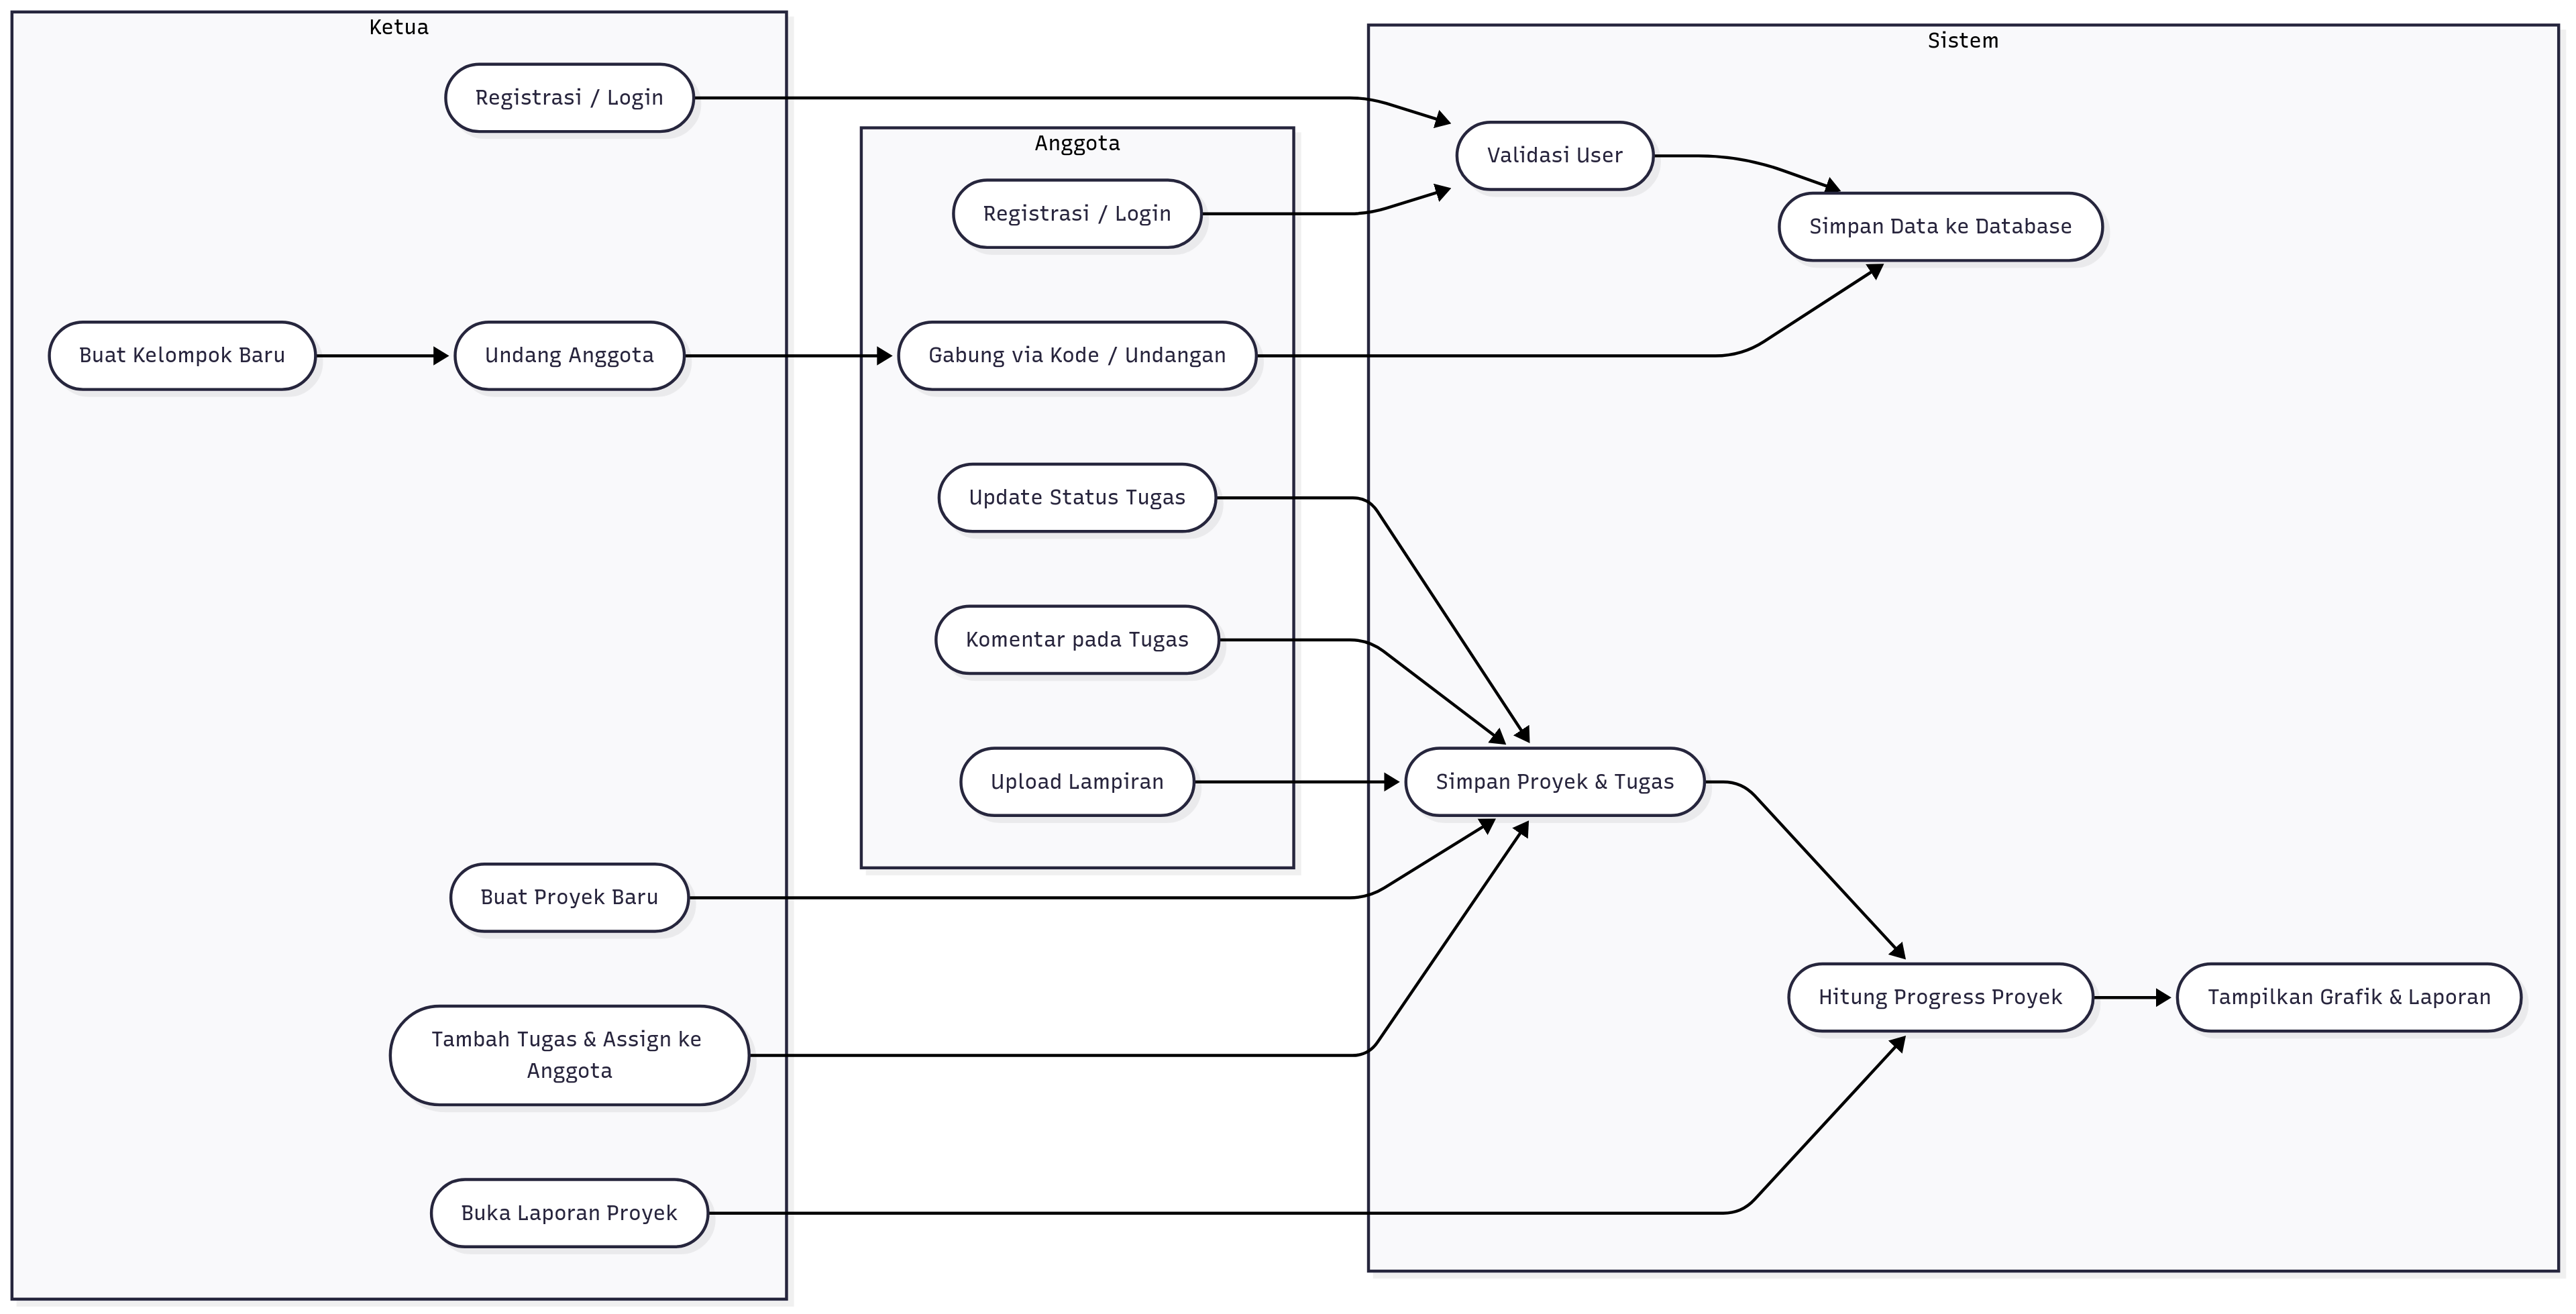 Ketua
Registrasi / Login
Buat Kelompok Baru
Undang Anggota
Buat Proyek Baru
Tambah Tugas & Assign ke
Anggota
Buka Laporan Proyek
Anggota
Registrasi / Login
Gabung via Kode / Undangan
Update Status Tugas
Komentar pada Tugas
Upload Lampiran
Sistem
Validasi User
Simpan Data ke Database
Simpan Proyek & Tugas
Hitung Progress Proyek
Tampilkan Grafik & Laporan